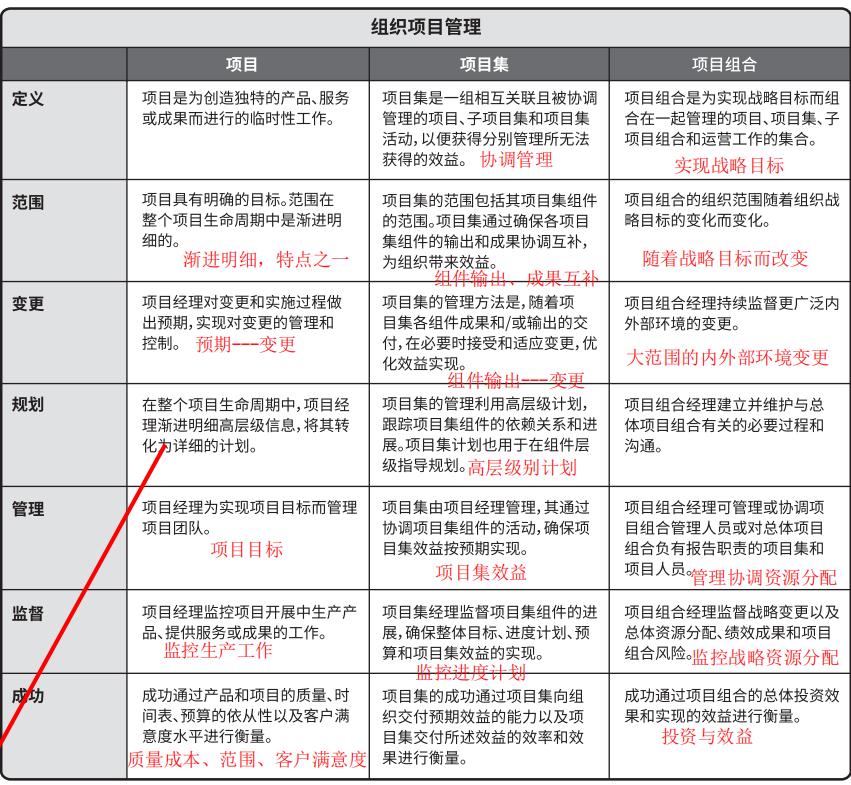 组织项目管理
项目 项目集 项目组合
定义
项目是为创造独特的产品、服务
或成果而进行的临时性工作。
项目集是一组相互关联且被协调
管理的项目、子项目集和项目集
活动,以便获得分别管理所无法
获得的效益。 协调管理
项目组合是为实现战略目标而组
合在一起管理的项目、项目集、子
项目组合和运营工作的集合。
实现战略目标
范围
项目具有明确的目标。范围在
整个项目生命周期中是渐进明
细的。
渐进明细，特点之一
项目集的范围包括其项目集组件
的范围。项目集通过确保各项目
集组件的输出和成果协调互补,
为组织带来效益。
组件输出、成果互补
项目组合的组织范围随着组织战
略目标的变化而变化。
随着战略目标而改变
变更
项目经理对变更和实施过程做
出预期,实现对变更的管理和
控制。 预期---变更
项目集的管理方法是,随着项
目集各组件成果和/或输出的交
付,在必要时接受和适应变更,优
化效益实现。
组件输出---变更
项目组合经理持续监督更广泛内
外部环境的变更。
大范围的内外部环境变更
规划
在整个项目生命周期中,项目经
理渐进明细高层级信息,将其转
化为详细的计划。
项目集的管理利用高层级计划,
跟踪项目集组件的依赖关系和进
展。项目集计划也用于在组件层
级指导规划。高层级别计划
项目组合经理建立并维护与总
体项目组合有关的必要过程和
沟通。
管理
项目经理为实现项目目标而管理
项目团队。
项目目标
项目集由项目经理管理,其通过
协调项目集组件的活动,确保项
目集效益按预期实现。
项目集效益
项目组合经理可管理或协调项
目组合管理人员或对总体项目
组合负有报告职责的项目集和
项目人员。管理协调资源分配
监督
项目经理监控项目开展中生产产
品、提供服务或成果的工作。
监控生产工作
项目集经理监督项目集组件的进
展,确保整体目标、进度计划、预
算和项目集效益的实现。
监控进度计划
项目组合经理监督战略变更以及
总体资源分配、绩效成果和项目
组合风险。监控战略资源分配
成功
成功通过产品和项目的质量、时
间表、预算的依从性以及客户满
意度水平进行衡量。
质量成本、范围、客户满意度
项目集的成功通过项目集向组
织交付预期效益的能力以及项
目集交付所述效益的效率和效
果进行衡量。
成功通过项目组合的总体投资效
果和实现的效益进行衡量。
投资与效益